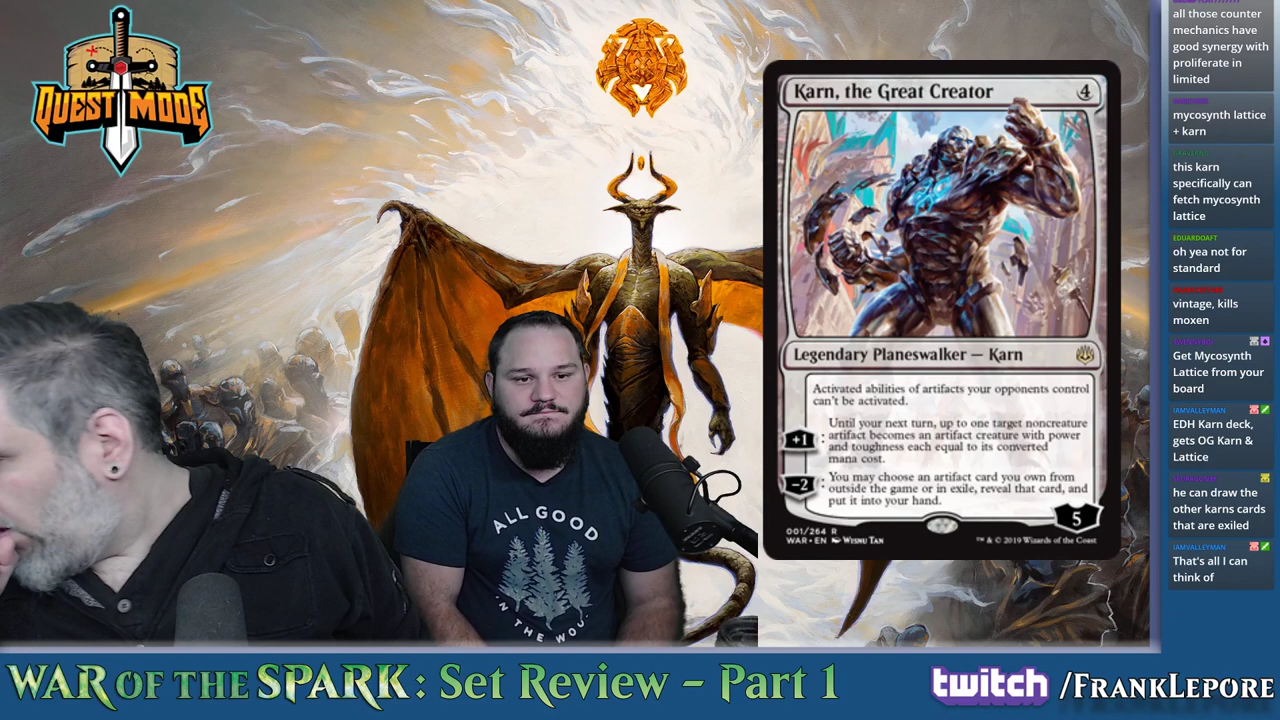 QUEST MODE
Karn, the Great Creator 4
Legendary Planeswalker — Karn
Activated abilities of artifacts your opponents control
can't be activated.
+1 : Until your next turn, up to one target noncreature
artifact becomes an artifact creature with power
and toughness each equal to its converted
mana cost.
−2 : You may choose an artifact card you own from
outside the game or in exile, reveal that card, and
put it into your hand.
5
001/264 R
WAR • EN Wisnu Tan
™ & © 2019 Wizards of the Coast
ALL GOOD
all those counter
mechanics have
good synergy with
proliferate in
limited
mycosynth lattice
+ karn
this karn
specifically can
fetch mycosynth
lattice
EDUARDOAFT
oh yea not for
standard
vintage, kills
moxen
Get Mycosynth
Lattice from your
board
IAMVALLEYMAN
EDH Karn deck,
gets OG Karn &
Lattice
he can draw the
other karns cards
that are exiled
IAMVALLEYMAN
That's all I can
think of
WAR OF THE SPARK: Set Review - Part 1
twitch /FrankLepore